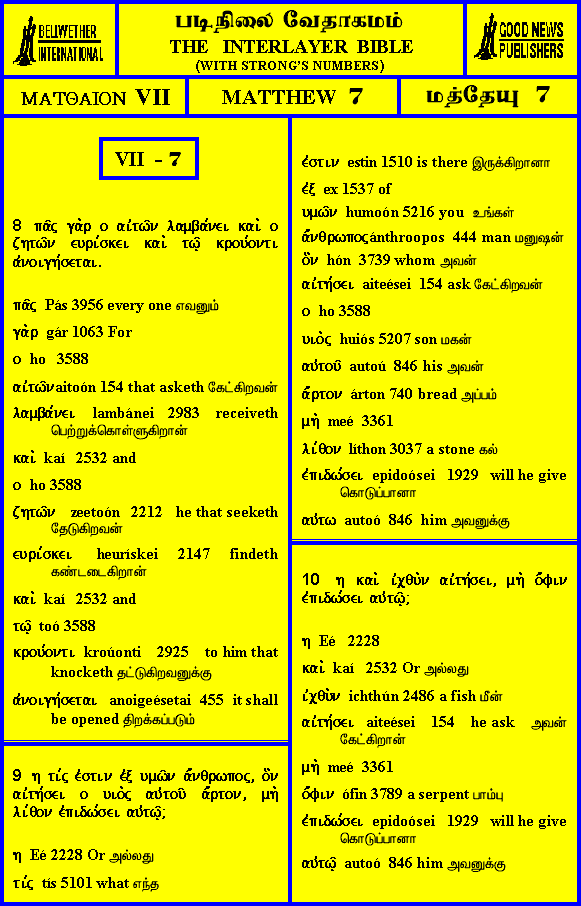 BELLWETHER
INTERNATIONAL
படிநிலை வேதாகமம்
THE INTERLAYER BIBLE
(WITH STRONG'S NUMBERS)
GOOD NEWS
PUBLISHERS
ΜΑΤΘΑΙΟΝ VII
MATTHEW 7
மத்தேயு 7
VII - 7
8 πᾶς γὰρ ο αἰτῶν λαμβάνει καὶ ο
ζητῶν ευρίσκει καὶ τῷ κρούοντι
ἀνοιγήσεται.
πᾶς Pás 3956 every one எவனும்
γὰρ gár 1063 For
ο ho 3588
αἰτῶν aitoón 154 that asketh கேட்கிறவன்
λαμβάνει lambánei 2983 receiveth
பெற்றுக்கொள்ளுகிறான்
καὶ kaí 2532 and
ο ho 3588
ζητῶν zeetoón 2212 he that seeketh
தேடுகிறவன்
ευρίσκει heurískei 2147 findeth
கண்டடைகிறான்
καὶ kaí 2532 and
τῷ toó 3588
κρούοντι kroúonti 2925 to him that
knocketh தட்டுகிறவனுக்கு
ἀνοιγήσεται anoigeésetai 455 it shall
be opened திறக்கப்படும்
9 η τίς ἐστιν ἐξ υμῶν ἄνθρωπος, ὃν
αἰτήσει ο υιὸς αὐτοῦ ἄρτον, μὴ
λίθον ἐπιδώσει αὐτῷ;
η Eé 2228 Or அல்லது
τίς tís 5101 what எந்த
ἐστιν estin 1510 is there இருக்கிறானா
ἐξ ex 1537 of
υμῶν humoón 5216 you உங்கள்
ἄνθρωπος ánthroopos 444 man மனுஷன்
ὃν hón 3739 whom அவன்
αἰτήσει aiteései 154 ask கேட்கிறவன்
ο ho 3588
υιὸς huiós 5207 son மகன்
αὐτοῦ autoú 846 his அவன்
ἄρτον árton 740 bread அப்பம்
μὴ meé 3361
λίθον líthon 3037 a stone கல்
ἐπιδώσει epidoósei 1929 will he give
கொடுப்பானா
αὐτω autoó 846 him அவனுக்கு
10 η καὶ ἰχθὺν αἰτήσει, μὴ ὄφιν
ἐπιδώσει αὐτῷ;
η Eé 2228
καὶ kaí 2532 Or அல்லது
ἰχθὺν ichthún 2486 a fish மீன்
αἰτήσει aiteései 154 he ask அவன்
கேட்கிறான்
μὴ meé 3361
ὄφιν ófin 3789 a serpent பாம்பு
ἐπιδώσει epidoósei 1929 will he give
கொடுப்பானா
αὐτῷ autoó 846 him அவனுக்கு